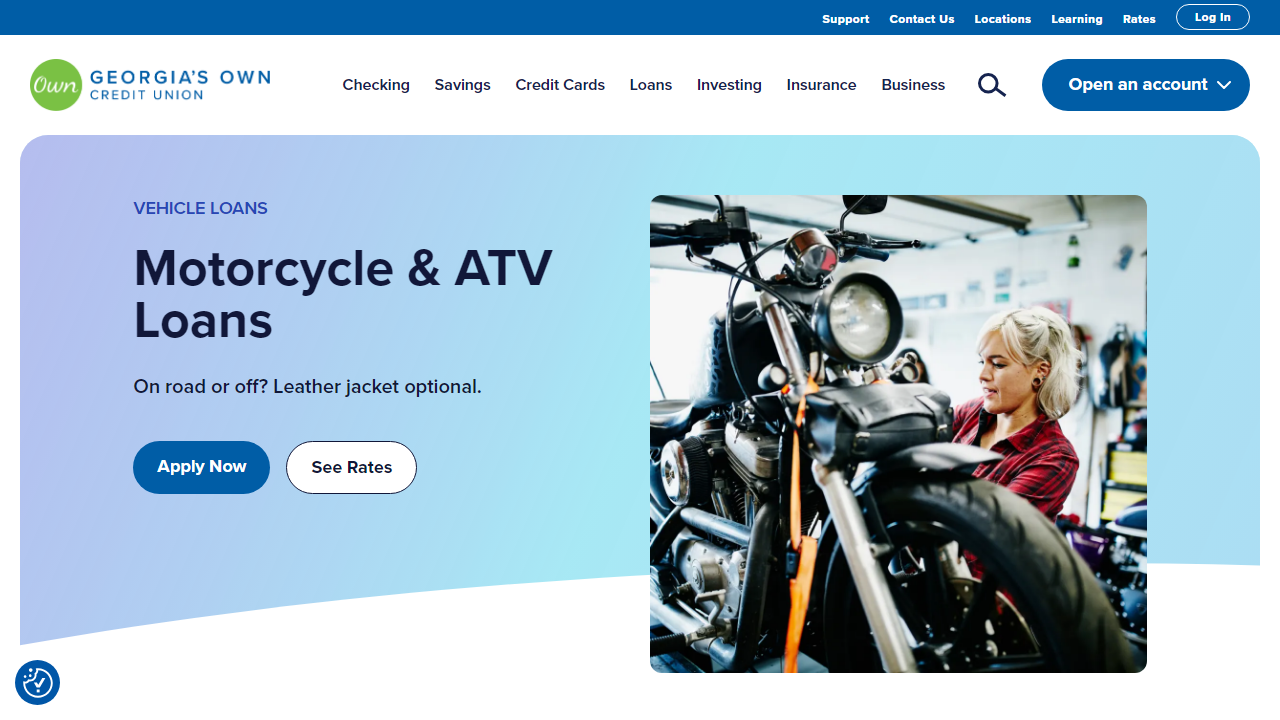 Support Contact Us Locations Learning Rates Log In
Own GEORGIA'S OWN
CREDIT UNION
Checking Savings Credit Cards Loans Investing Insurance Business Open an account
VEHICLE LOANS
Motorcycle & ATV
Loans
On road or off? Leather jacket optional.
Apply Now See Rates